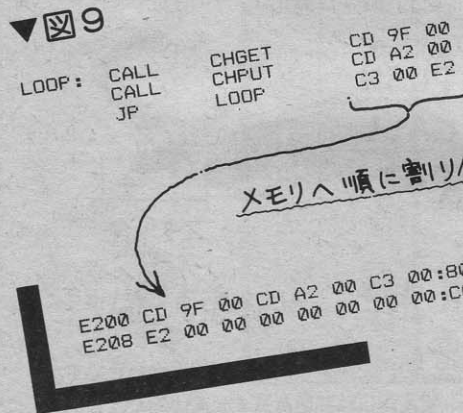 ▼図9
LOOP: CALL CHGET CD 9F 00
CALL CHPUT CD A2 00
JP LOOP C3 00 E2
メモリへ順に割り
E200 CD 9F 00 CD A2 00 C3 00:80
E208 E2 00 00 00 00 00 00 00: